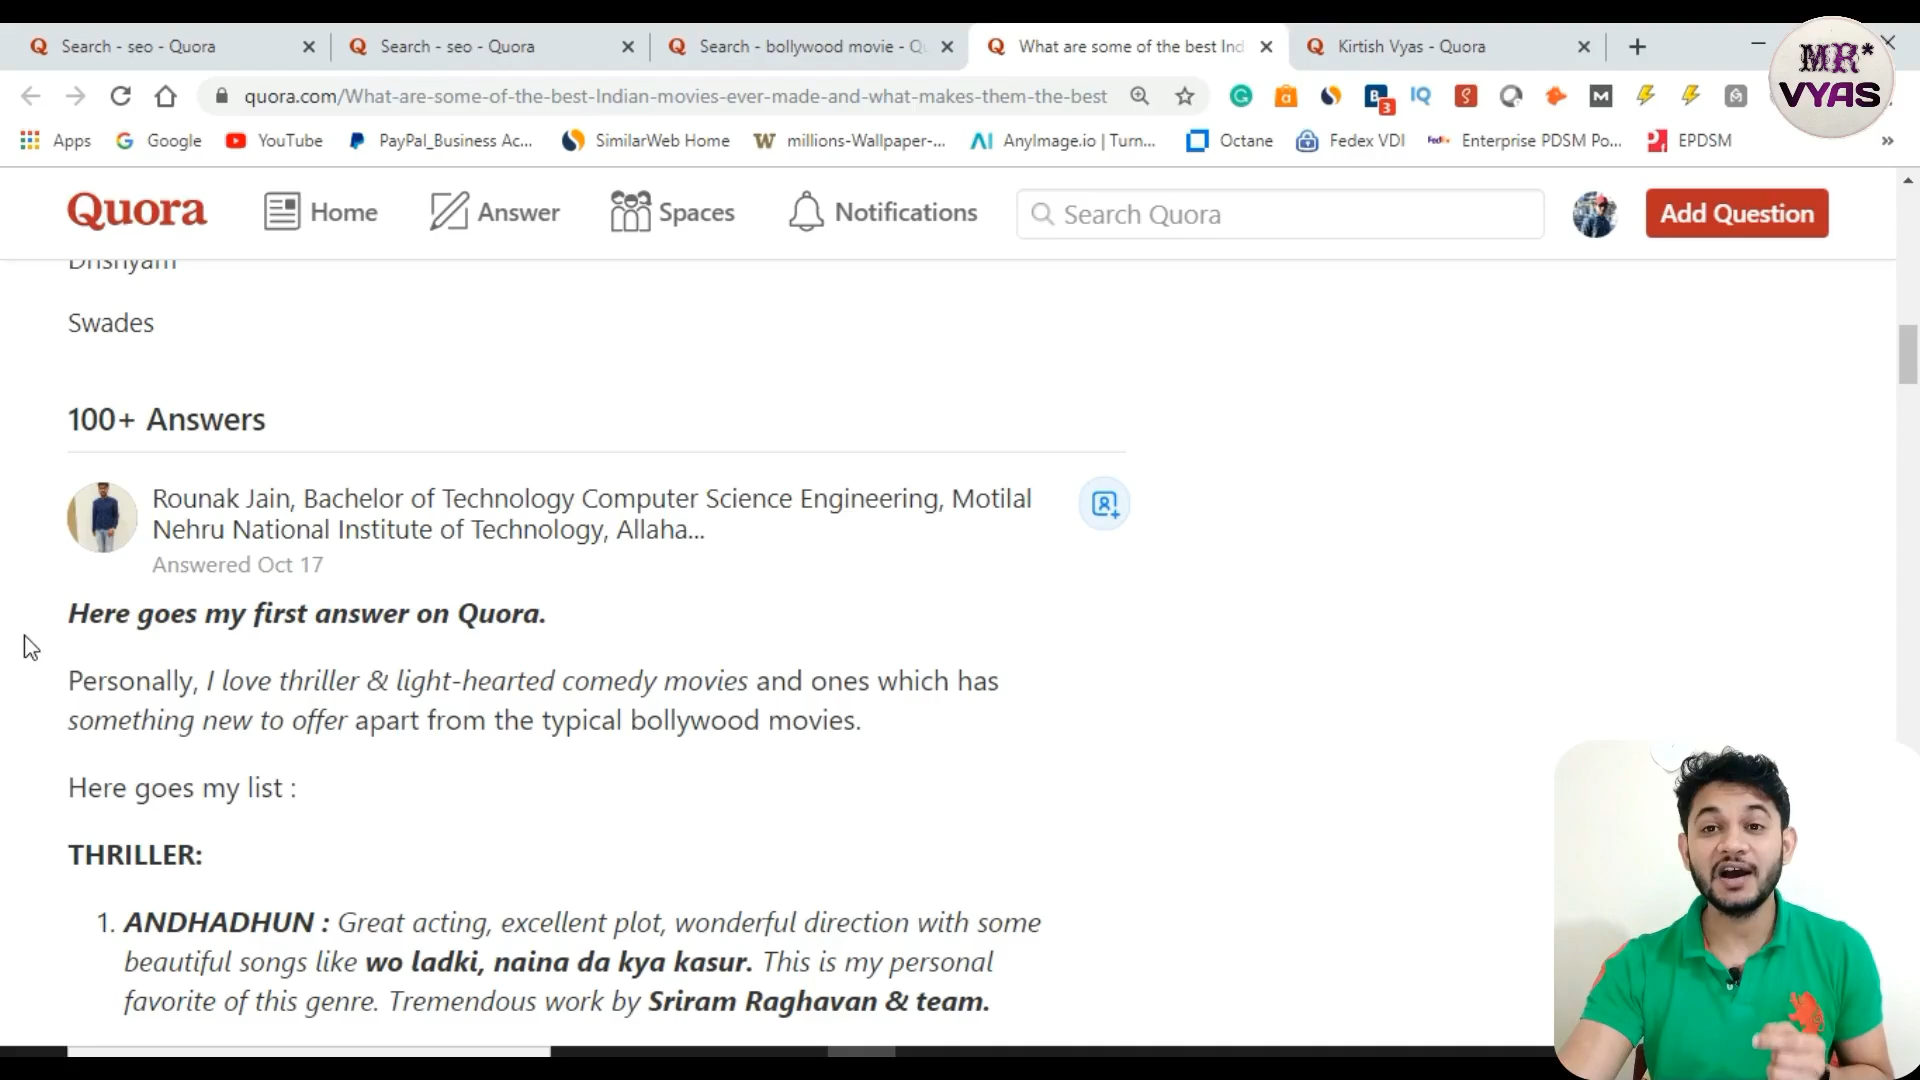 Search - seo - Quora
Search - seo - Quora
Search - bollywood movie - Q
What are some of the best Ind
Kirtish Vyas - Quora
MR*
VYAS
quora.com/What-are-some-of-the-best-Indian-movies-ever-made-and-what-makes-them-the-best
3
Apps
Google
YouTube
PayPal_Business Ac...
SimilarWeb Home
millions-Wallpaper-...
AnyImage.io | Turn...
Octane
Fedex VDI
Enterprise PDSM Po...
EPDSM
Quora
Home
Answer
Spaces
Notifications
Search Quora
Add Question
Drishyam
Swades
100+ Answers
Rounak Jain, Bachelor of Technology Computer Science Engineering, Motilal
Nehru National Institute of Technology, Allaha...
Answered Oct 17
Here goes my first answer on Quora.
Personally, I love thriller & light-hearted comedy movies and ones which has
something new to offer apart from the typical bollywood movies.
Here goes my list :
THRILLER:
1. ANDHADHUN : Great acting, excellent plot, wonderful direction with some
beautiful songs like wo ladki, naina da kya kasur. This is my personal
favorite of this genre. Tremendous work by Sriram Raghavan & team.